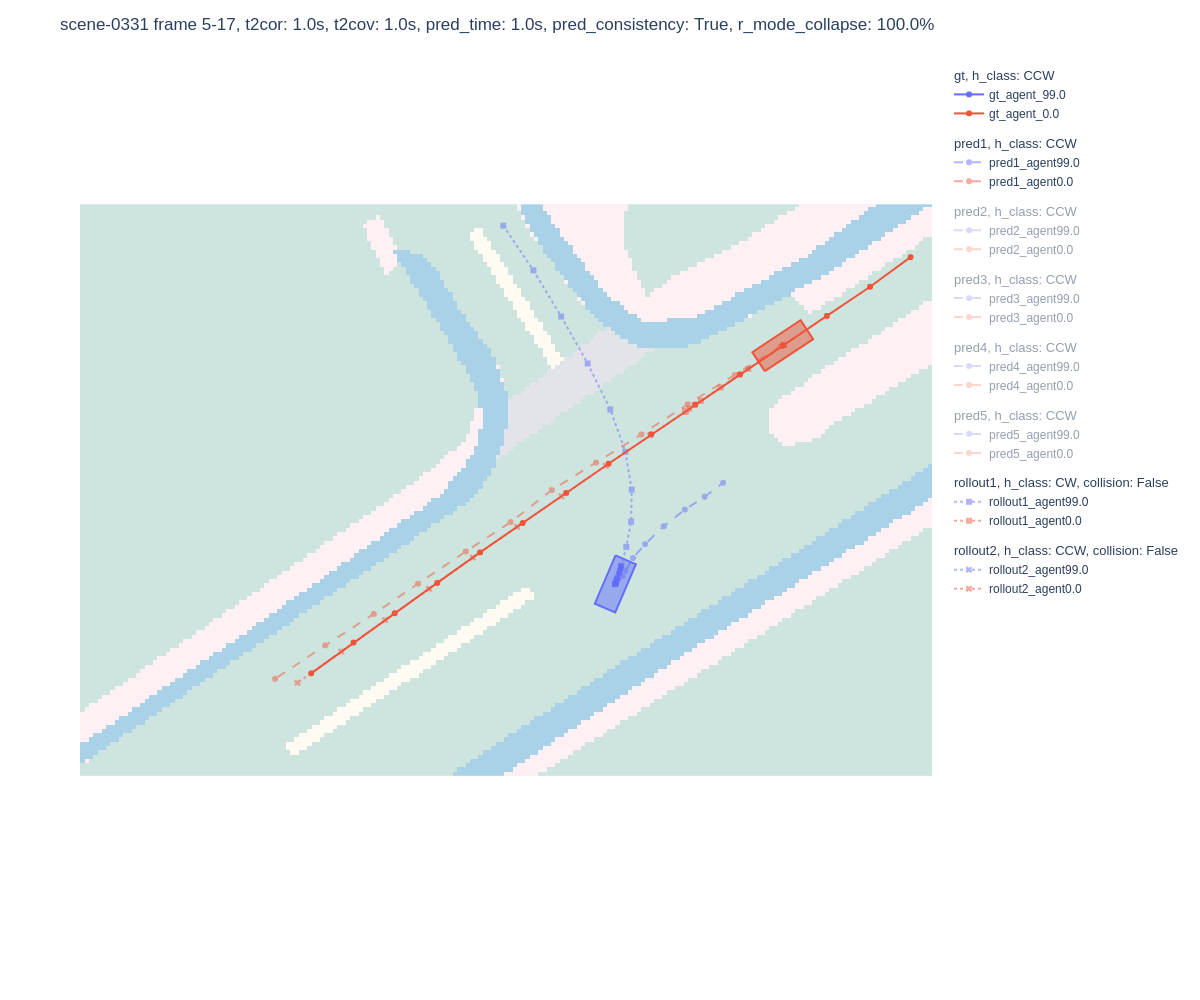 scene-0331 frame 5-17, t2cor: 1.0s, t2cov: 1.0s, pred_time: 1.0s, pred_consistency: True, r_mode_collapse: 100.0%
gt, h_class: CCW
gt_agent_99.0
gt_agent_0.0
pred1, h_class: CCW
pred1_agent99.0
pred1_agent0.0
pred2, h_class: CCW
pred2_agent99.0
pred2_agent0.0
pred3, h_class: CCW
pred3_agent99.0
pred3_agent0.0
pred4, h_class: CCW
pred4_agent99.0
pred4_agent0.0
pred5, h_class: CCW
pred5_agent99.0
pred5_agent0.0
rollout1, h_class: CW, collision: False
rollout1_agent99.0
rollout1_agent0.0
rollout2, h_class: CCW, collision: False
rollout2_agent99.0
rollout2_agent0.0